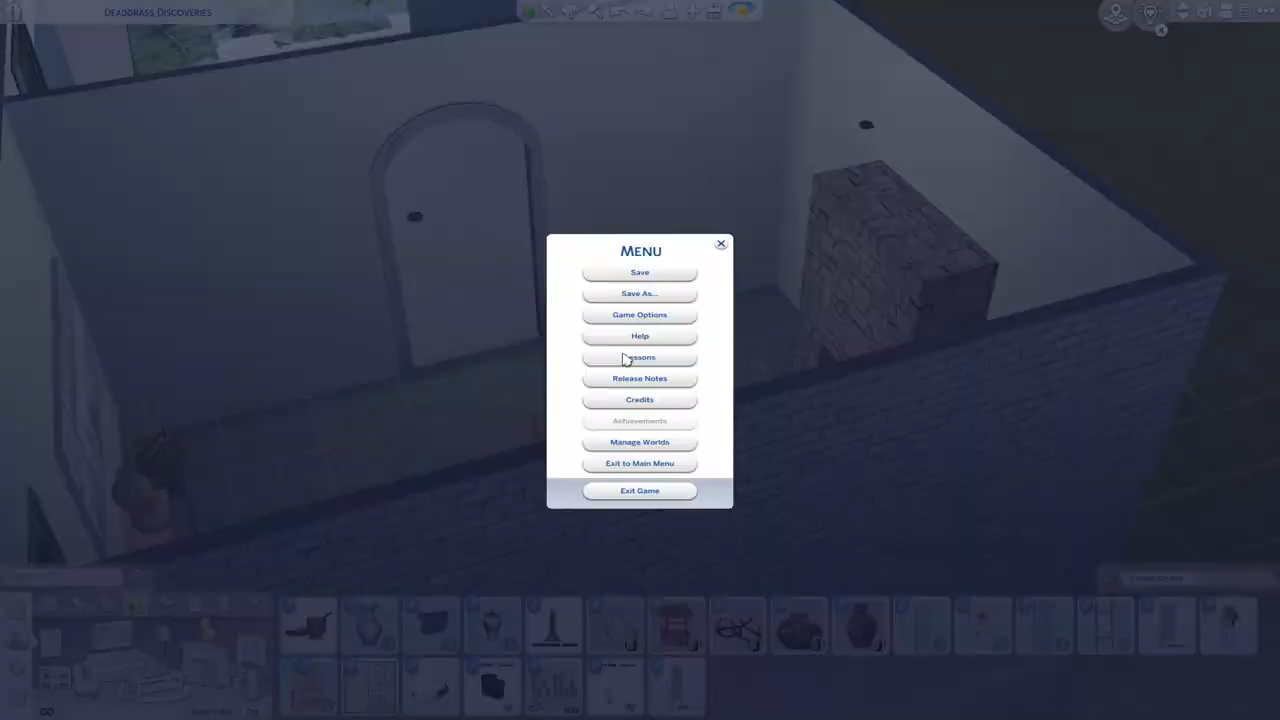 DEADGRASS DISCOVERIES
MENU
Save
Save As...
Game Options
Help
Lessons
Release Notes
Credits
Achievements
Manage Worlds
Exit to Main Menu
Exit Game